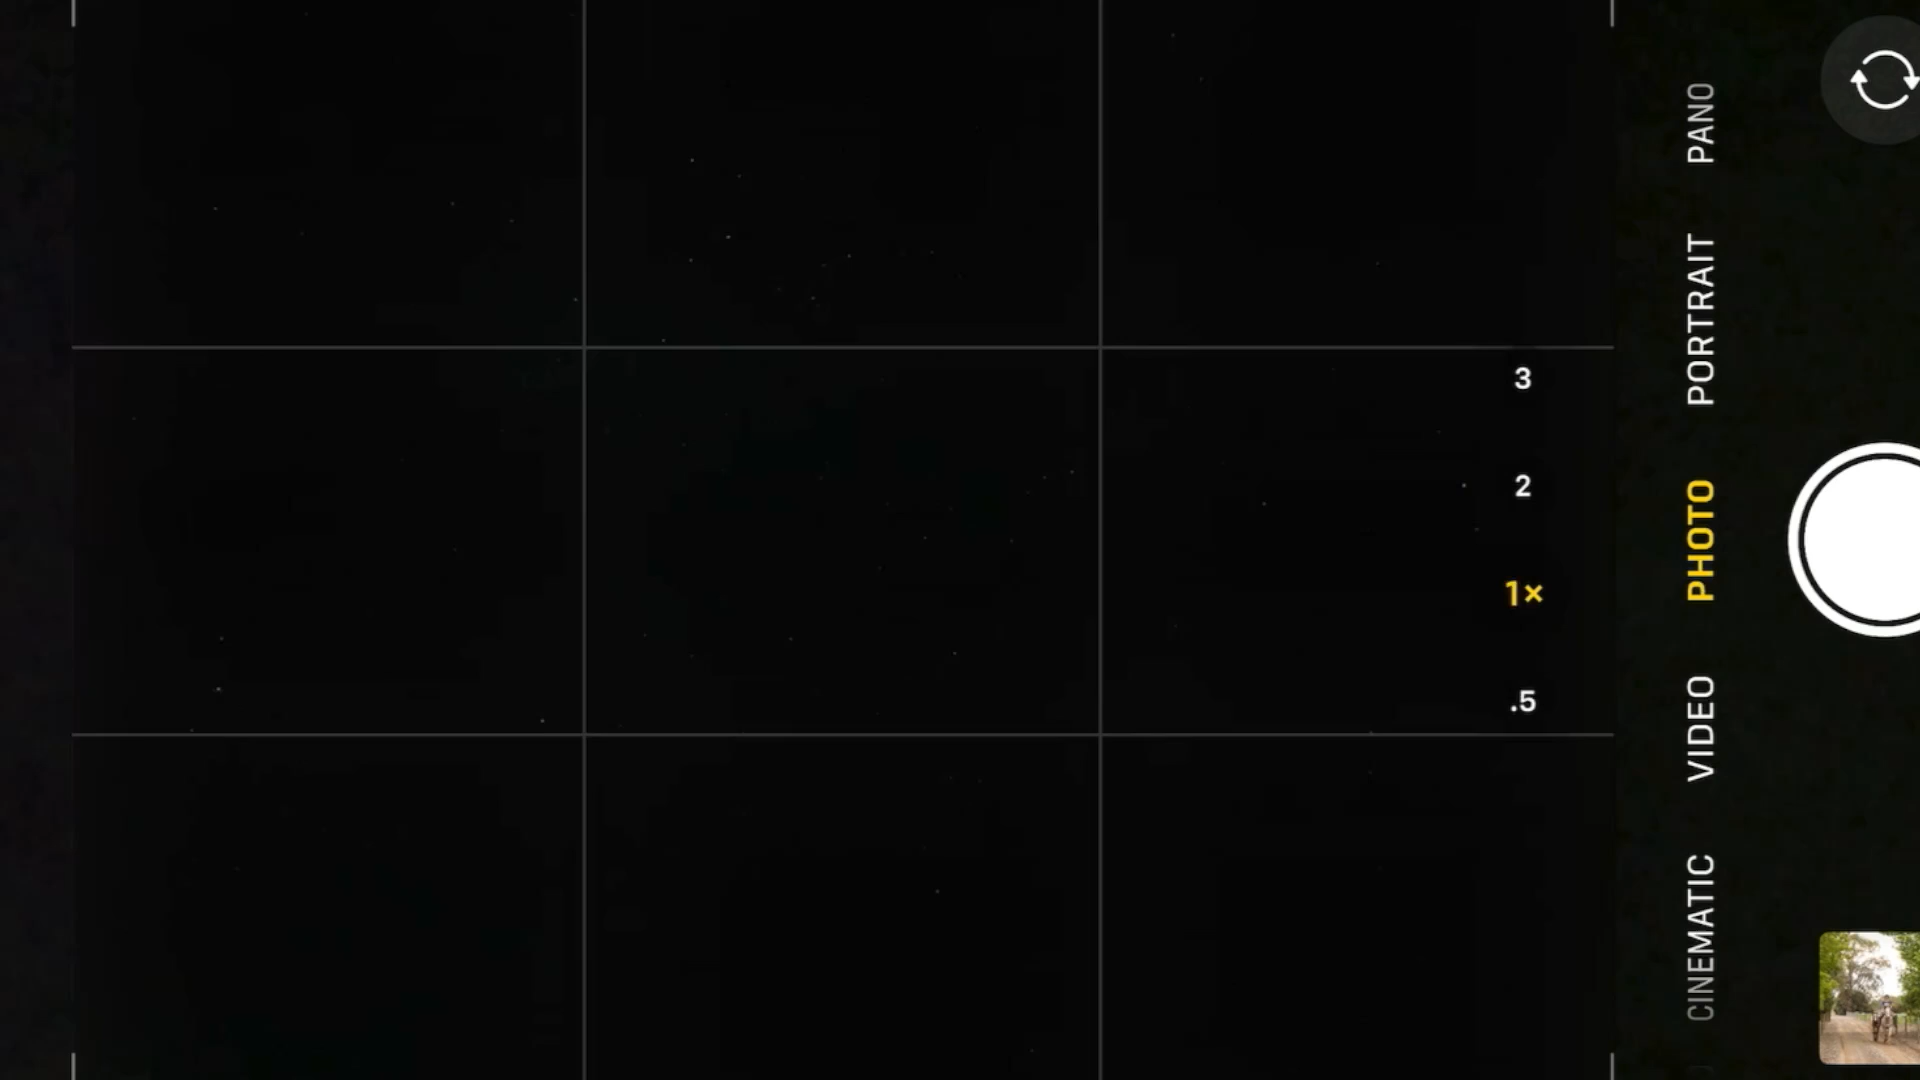 3
2
1×
.5
PANO
PORTRAIT
PHOTO
VIDEO
CINEMATIC